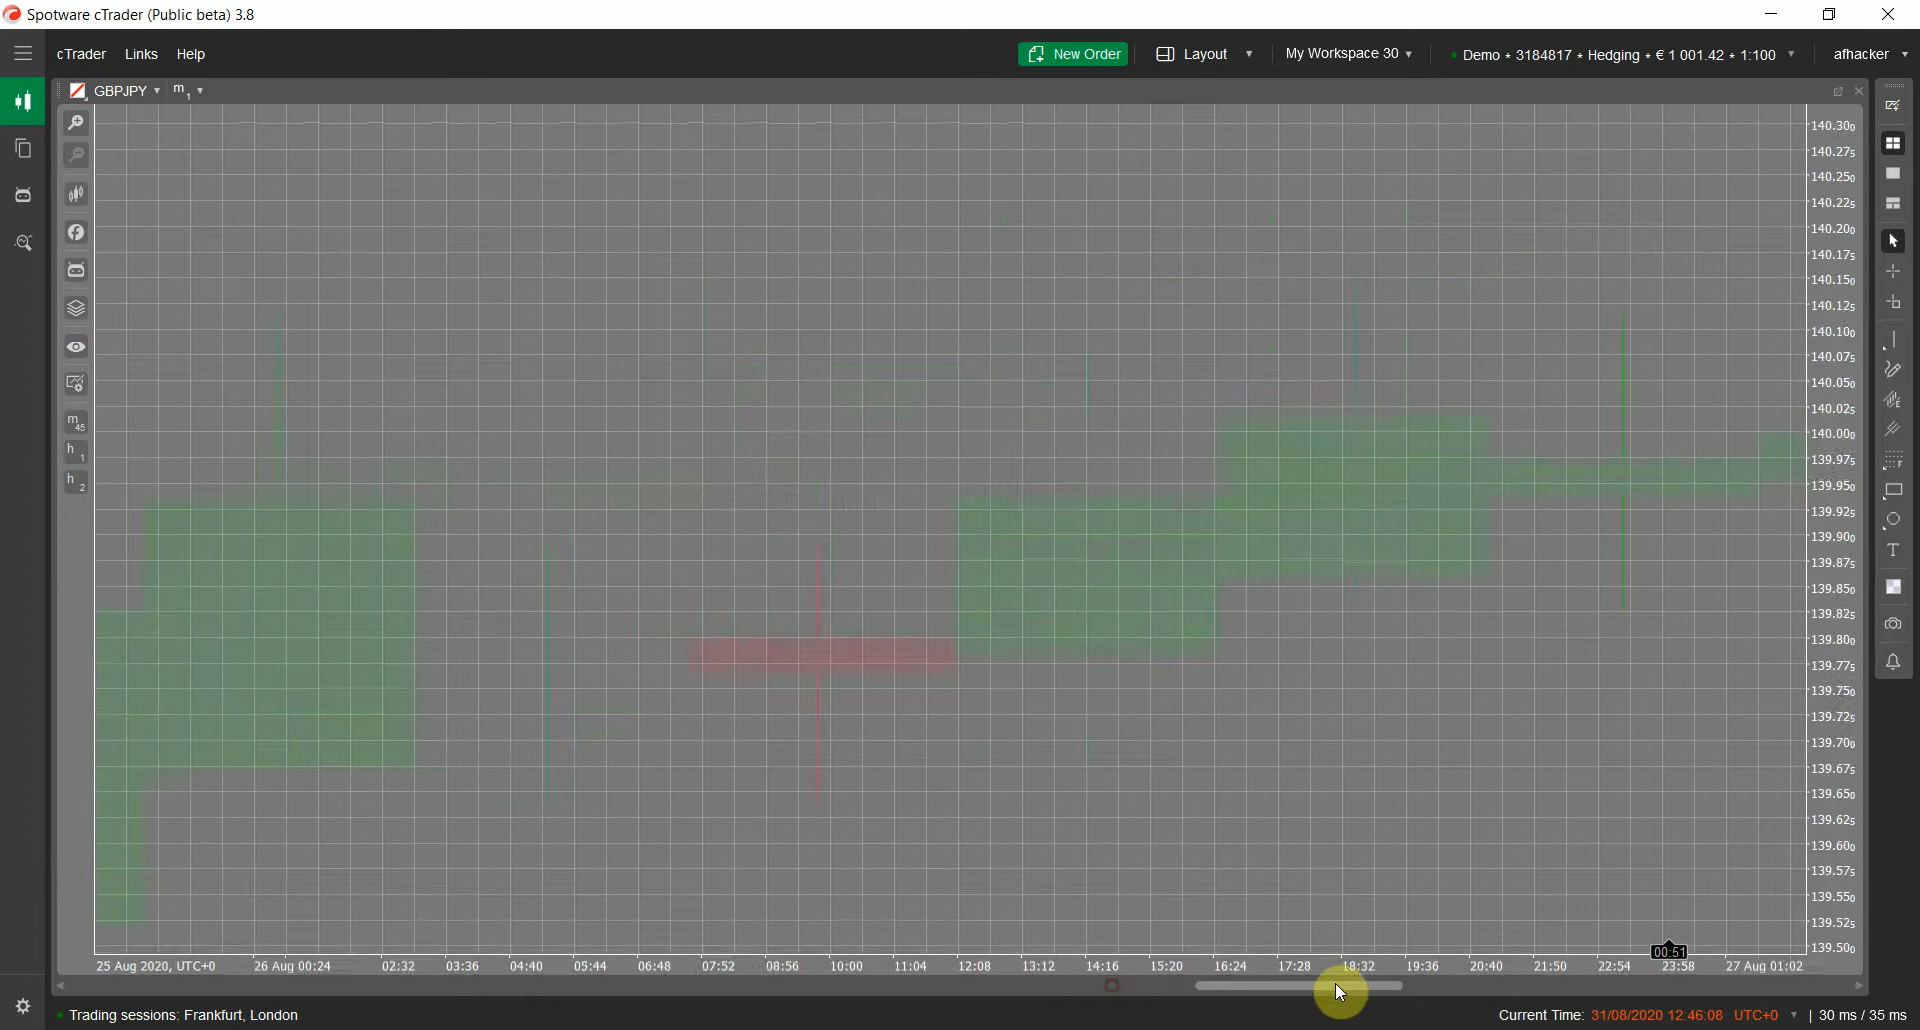 Spotware cTrader (Public beta) 3.8
cTrader Links Help
New Order
Layout
My Workspace 30
Demo • 3184817 • Hedging • € 1 001.42 • 1:100
afhacker
GBPJPY
m1
140.300
140.275
140.250
140.225
140.200
140.175
140.150
140.125
140.100
140.075
140.050
140.025
140.000
139.975
139.950
139.925
139.900
139.875
139.850
139.825
139.800
139.775
139.750
139.725
139.700
139.675
139.650
139.625
139.600
139.575
139.550
139.525
139.500
m45
h1
h2
T
00:51
25 Aug 2020, UTC+0 26 Aug 00:24 02:32 03:36 04:40 05:44 06:48 07:52 08:56 10:00 11:04 12:08 13:12 14:16 15:20 16:24 17:28 18:32 19:36 20:40 21:50 22:54 23:58 27 Aug 01:02
Trading sessions: Frankfurt, London
Current Time: 31/08/2020 12:46:08 UTC+0 | 30 ms / 35 ms